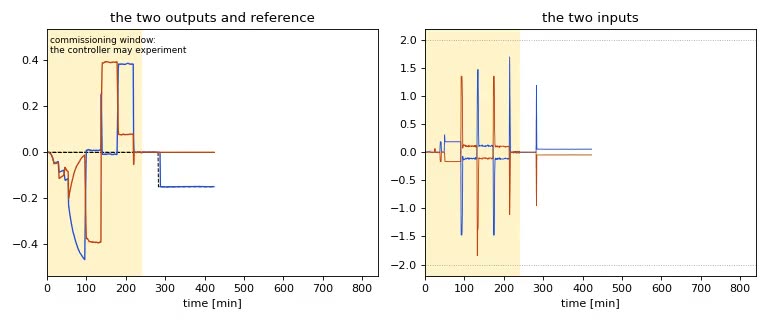 the two outputs and reference
commissioning window:
the controller may experiment
0.4
0.2
0.0
−0.2
−0.4
0 100 200 300 400 500 600 700 800
time [min]
the two inputs
2.0
1.5
1.0
0.5
0.0
−0.5
−1.0
−1.5
−2.0
0 100 200 300 400 500 600 700 800
time [min]